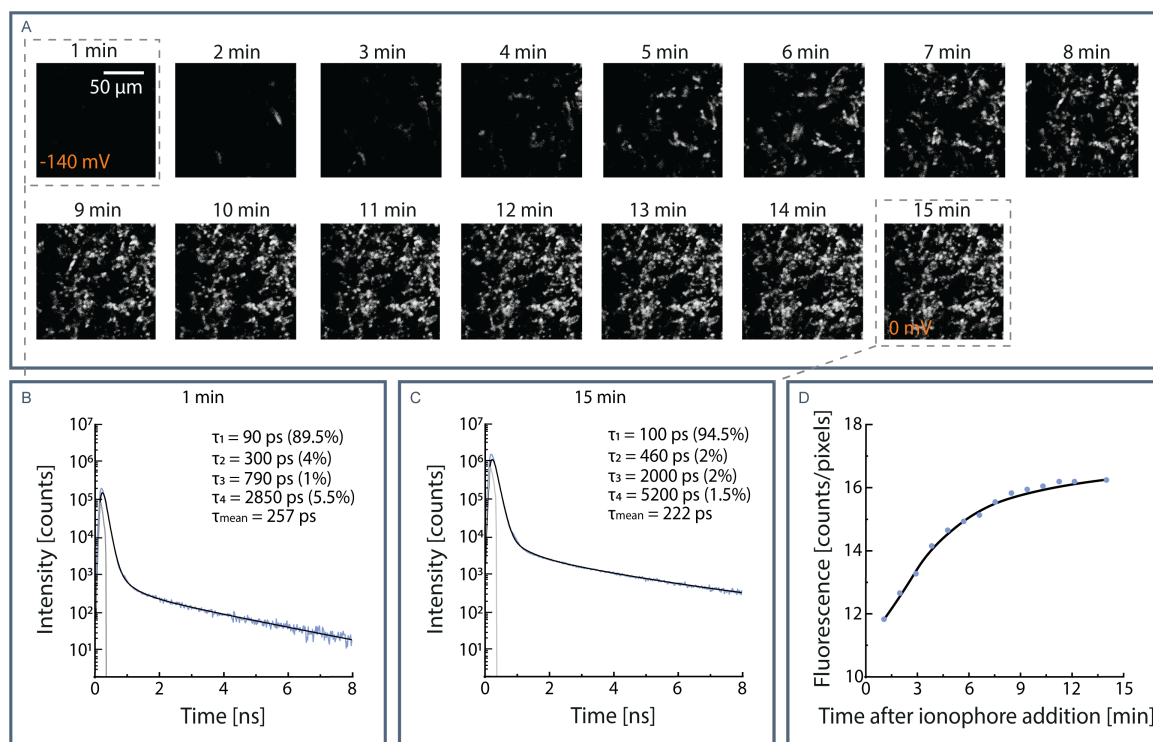 A
1 min 2 min 3 min 4 min 5 min 6 min 7 min 8 min
50 µm
-140 mV
9 min 10 min 11 min 12 min 13 min 14 min 15 min
0 mV
B
1 min
10⁷
10⁶
10⁵
10⁴
10³
10²
10¹
Intensity [counts]
τ₁ = 90 ps (89.5%)
τ₂ = 300 ps (4%)
τ₃ = 790 ps (1%)
τ₄ = 2850 ps (5.5%)
τmean = 257 ps
0 2 4 6 8
Time [ns]
C
15 min
10⁷
10⁶
10⁵
10⁴
10³
10²
10¹
Intensity [counts]
τ₁ = 100 ps (94.5%)
τ₂ = 460 ps (2%)
τ₃ = 2000 ps (2%)
τ₄ = 5200 ps (1.5%)
τmean = 222 ps
0 2 4 6 8
Time [ns]
D
18
16
14
12
10
Fluorescence [counts/pixels]
0 3 6 9 12 15
Time after ionophore addition [min]